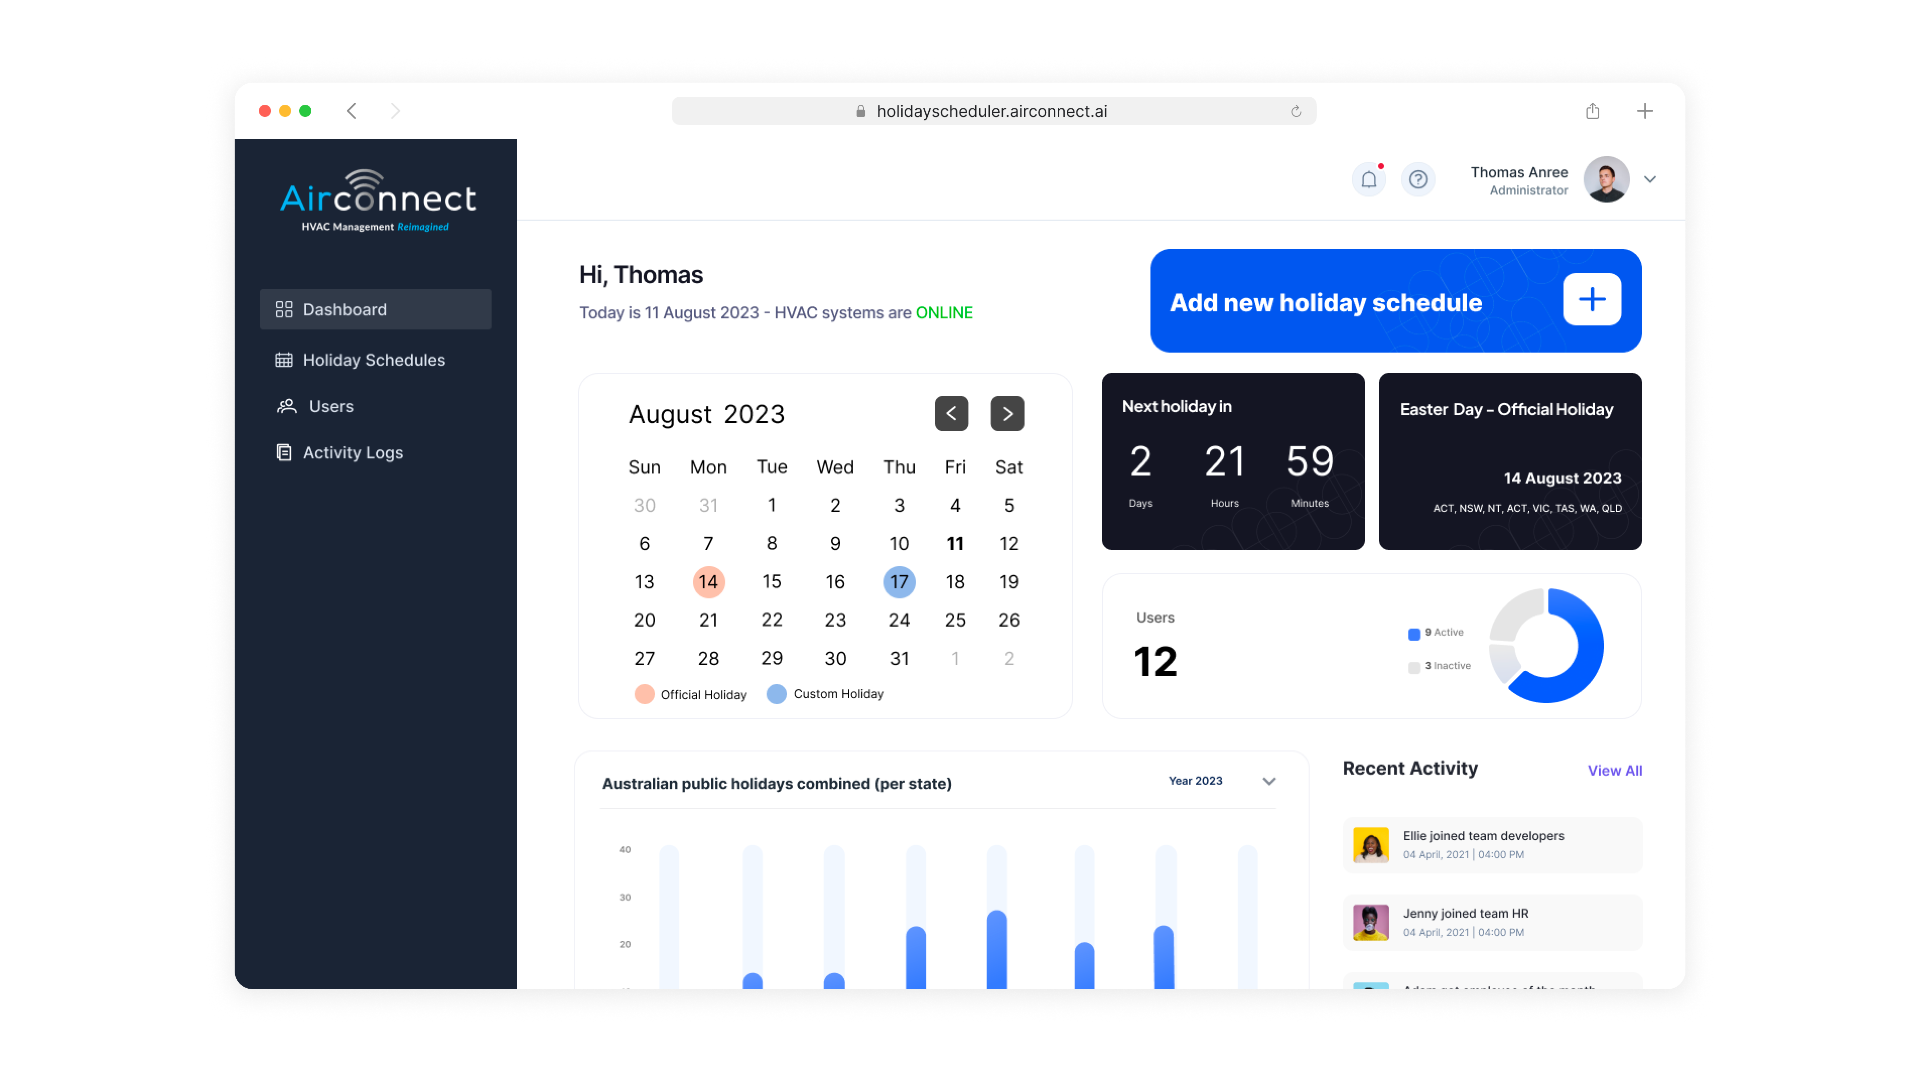 holidayscheduler.airconnect.ai
Airconnect
HVAC Management Reimagined
Dashboard
Holiday Schedules
Users
Activity Logs
Thomas Anree
Administrator
Hi, Thomas
Today is 11 August 2023 - HVAC systems are ONLINE
Add new holiday schedule
August 2023
Sun Mon Tue Wed Thu Fri Sat
30 31 1 2 3 4 5
6 7 8 9 10 11 12
13 14 15 16 17 18 19
20 21 22 23 24 25 26
27 28 29 30 31 1 2
Official Holiday Custom Holiday
Next holiday in
2 21 59
Days Hours Minutes
Easter Day – Official Holiday
14 August 2023
ACT, NSW, NT, ACT, VIC, TAS, WA, QLD
Users
12
9 Active
3 Inactive
Australian public holidays combined (per state)
Year 2023
40
30
20
Recent Activity
View All
Ellie joined team developers
04 April, 2021 | 04:00 PM
Jenny joined team HR
04 April, 2021 | 04:00 PM